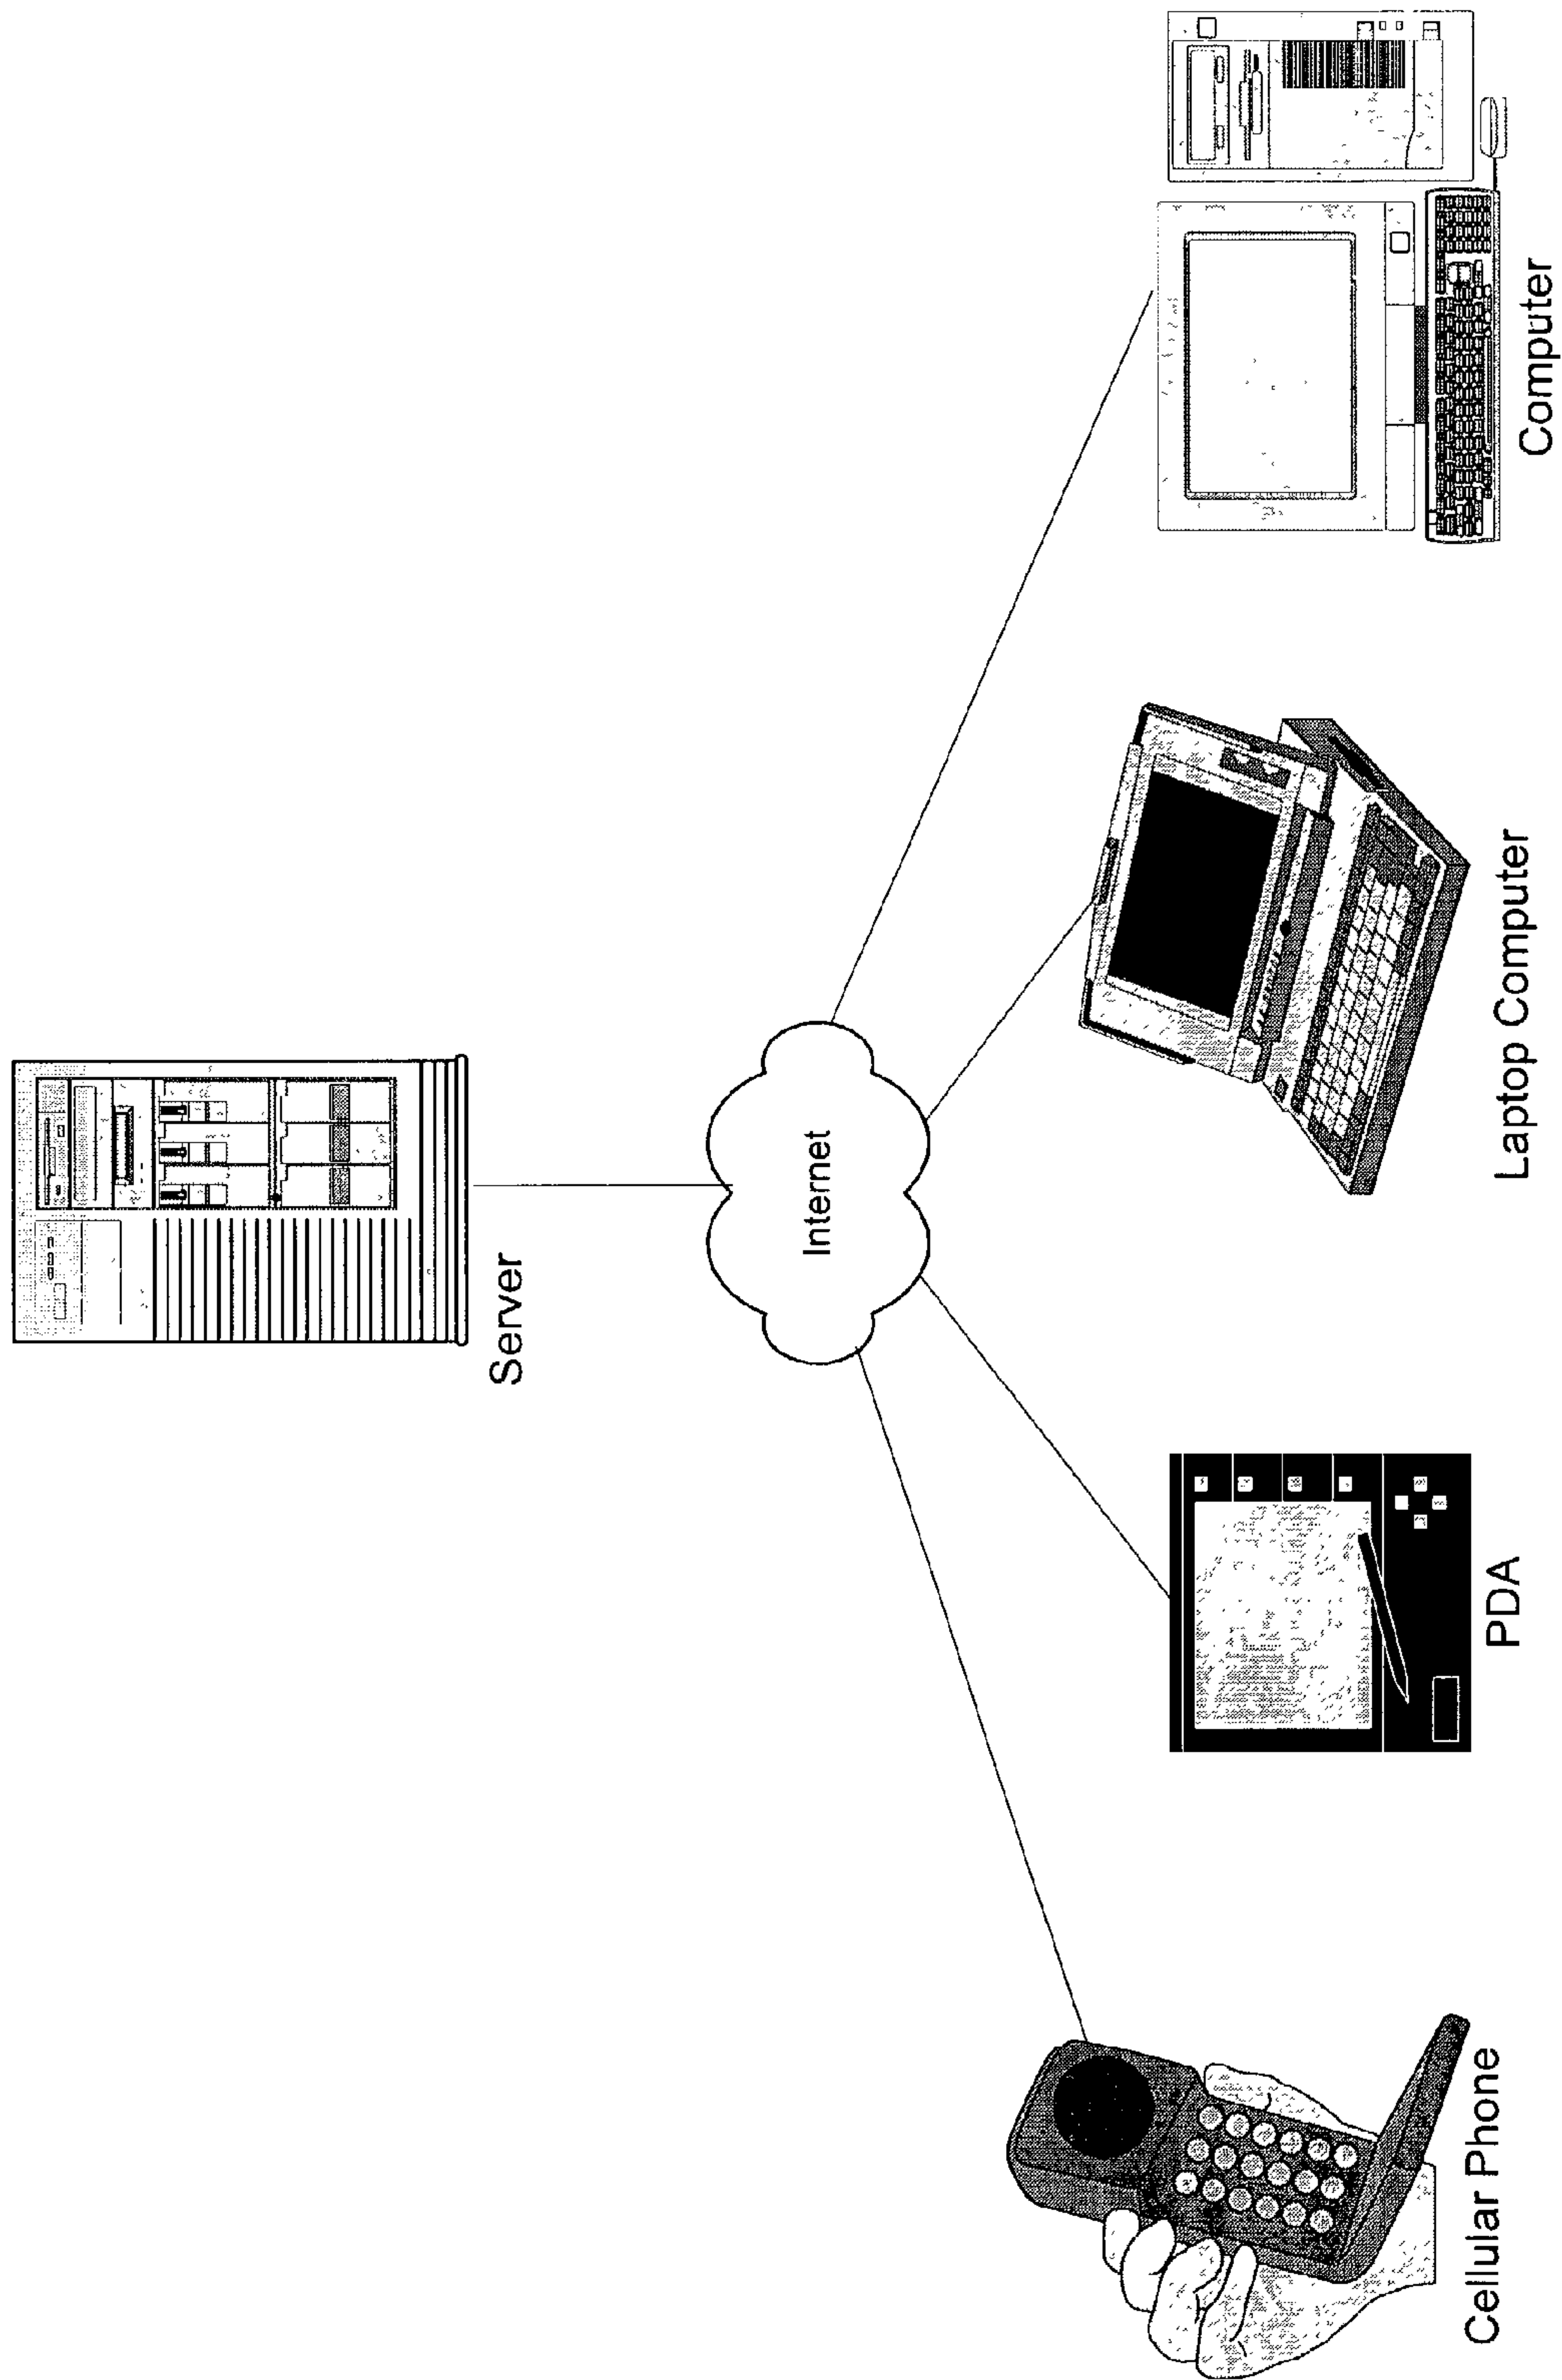 Server
Internet
Cellular Phone
PDA
Laptop Computer
Computer